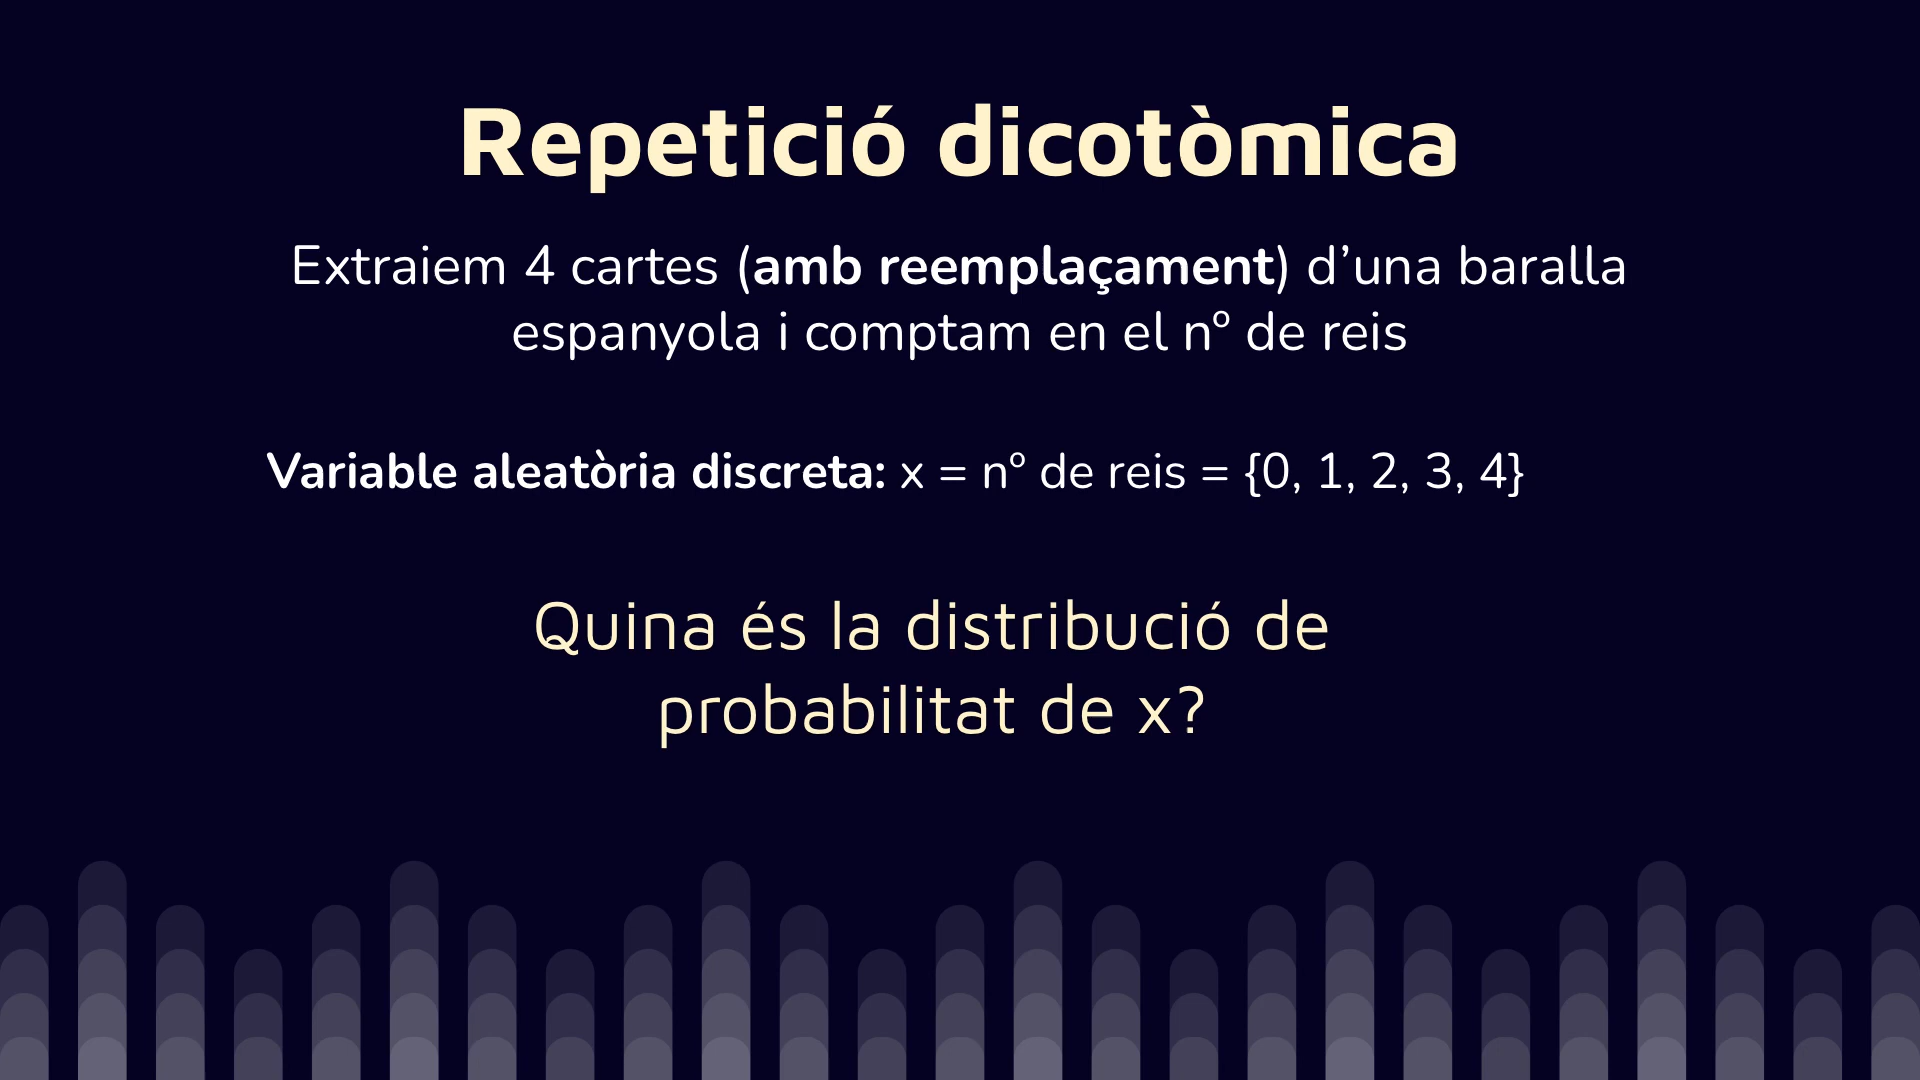 Repetició dicotòmica
Extraiem 4 cartes (amb reemplaçament) d’una baralla
espanyola i comptam en el nº de reis
Variable aleatòria discreta: x = nº de reis = {0, 1, 2, 3, 4}
Quina és la distribució de
probabilitat de x?